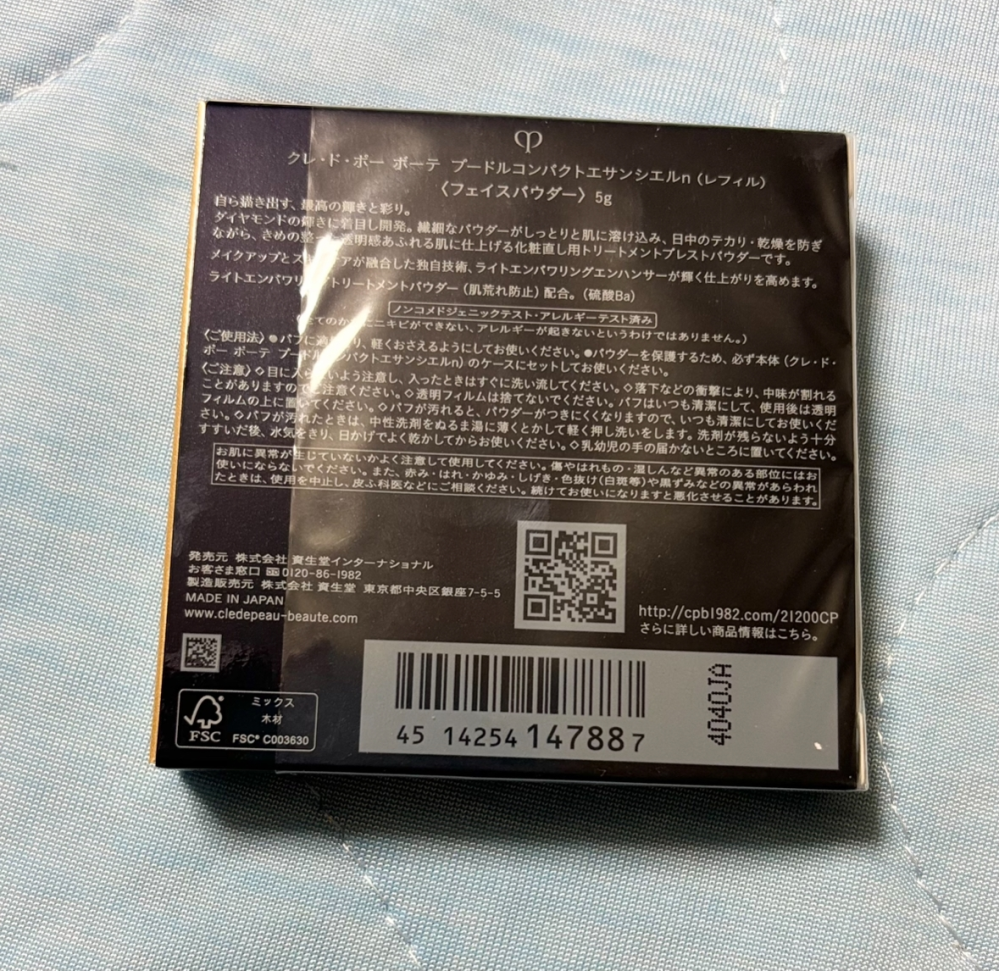 クレ・ド・ポー ボーテ プードルコンパクトエサンシエルn（レフィル）
〈フェイスパウダー〉5g
自ら描き出す、最高の輝きと彩り。
ダイヤモンドの輝きに着目し開発。繊細なパウダーがしっとりと肌に溶け込み、日中のテカリ・乾燥を防ぎ
ながら、きめの整った透明感あふれる肌に仕上げる化粧直し用トリートメントプレストパウダーです。
メイクアップとスキンケアが融合した独自技術、ライトエンパワリングエンハンサーが輝く仕上がりを高めます。
ライトエンパワリングトリートメントパウダー（肌荒れ防止）配合。（硫酸Ba）
ノンコメドジェニックテスト・アレルギーテスト済み
（全てのかたにニキビができない、アレルギーが起きないというわけではありません。）
〈ご使用法〉●パフに、軽くおさえるようにしてお使いください。●パウダーを保護するため、必ず本体（クレ・ド・
ポー ボーテ プードルコンパクトエサンシエルn）のケースにセットしてお使いください。
〈ご注意〉◇目に入らないよう注意し、入ったときはすぐに洗い流してください。◇落下などの衝撃により、中味が割れる
ことがありますのでご注意ください。◇透明フィルムは捨てないでください。パフはいつも清潔にして、使用後は透明
フィルムの上に置いてください。◇パフが汚れると、パウダーがつきにくくなりますので、いつも清潔にしてお使いくだ
さい。◇パフが汚れたときは、中性洗剤をぬるま湯に薄くとかして軽く押し洗いをします。洗剤が残らないよう十分
すすいだ後、水気をきり、日かげでよく乾かしてからお使いください。◇乳幼児の手の届かないところに置いてください。
お肌に異常が生じていないかよく注意して使用してください。傷やはれもの・湿しんなど異常のある部位にはお
使いにならないでください。また、赤み・はれ・かゆみ・しげき・色抜け（白斑等）や黒ずみなどの異常があらわれ
たときは、使用を中止し、皮ふ科医などにご相談ください。続けてお使いになりますと悪化させることがあります。
発売元 株式会社 資生堂インターナショナル
お客さま窓口 0120-86-1982
製造販売元 株式会社 資生堂 東京都中央区銀座7-5-5
MADE IN JAPAN
www.cledepeau-beaute.com
http://cpb1982.com/21200CP
さらに詳しい商品情報はこちら。
FSC
ミックス
木材
FSC® C003630
45 14254 147887
4040JA